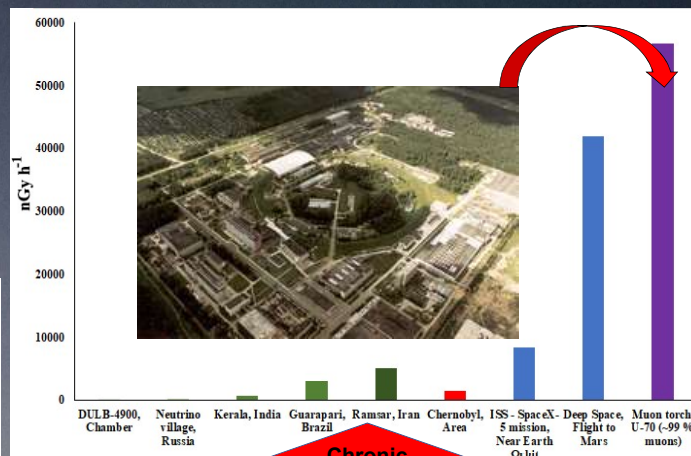 60000
50000
40000
30000
20000
10000
0
nGy h-1
DULB-4900,
Chamber
Neutrino
village,
Russia
Kerala, India
Guarapari,
Brazil
Ramsar, Iran
Chernobyl,
Area
ISS - SpaceX-
5 mission,
Near Earth
Orbit
Deep Space,
Flight to
Mars
Muon torch
U-70 (~99 %
muons)
Chronic